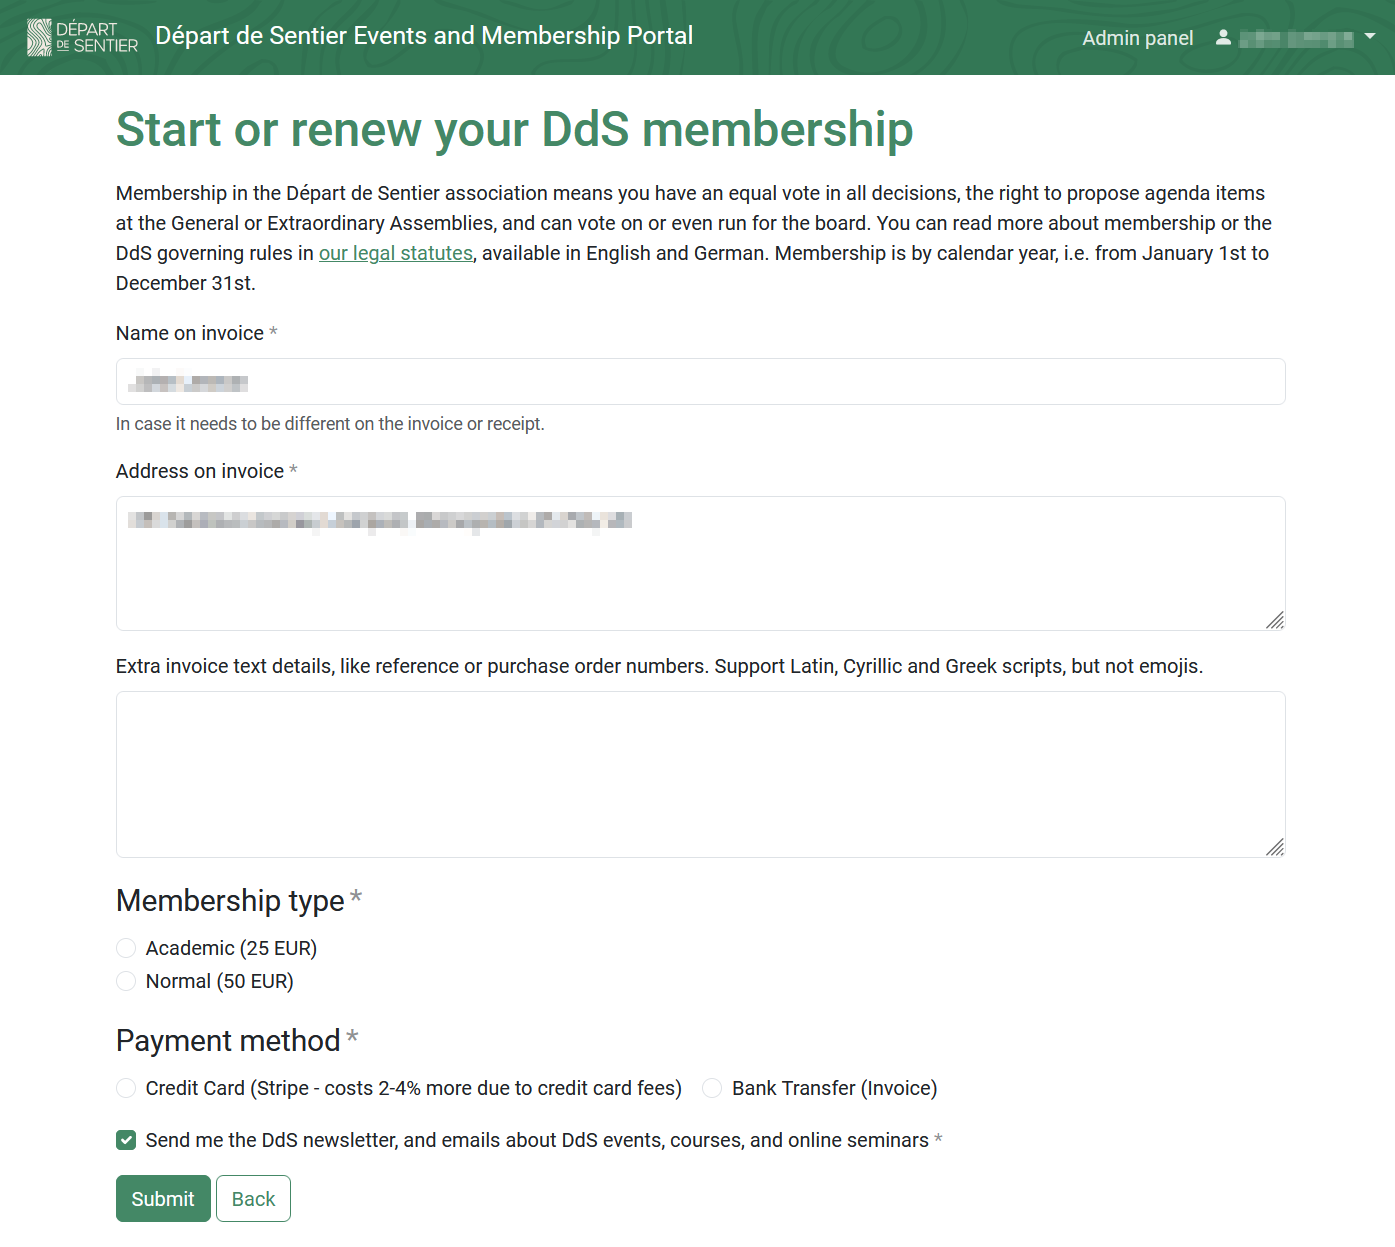 DÉPART
DE SENTIER
Départ de Sentier Events and Membership Portal
Admin panel
Start or renew your DdS membership
Membership in the Départ de Sentier association means you have an equal vote in all decisions, the right to propose agenda items
at the General or Extraordinary Assemblies, and can vote on or even run for the board. You can read more about membership or the
DdS governing rules in our legal statutes, available in English and German. Membership is by calendar year, i.e. from January 1st to
December 31st.
Name on invoice *
In case it needs to be different on the invoice or receipt.
Address on invoice *
Extra invoice text details, like reference or purchase order numbers. Support Latin, Cyrillic and Greek scripts, but not emojis.
Membership type *
Academic (25 EUR)
Normal (50 EUR)
Payment method *
Credit Card (Stripe - costs 2-4% more due to credit card fees) Bank Transfer (Invoice)
Send me the DdS newsletter, and emails about DdS events, courses, and online seminars *
Submit Back